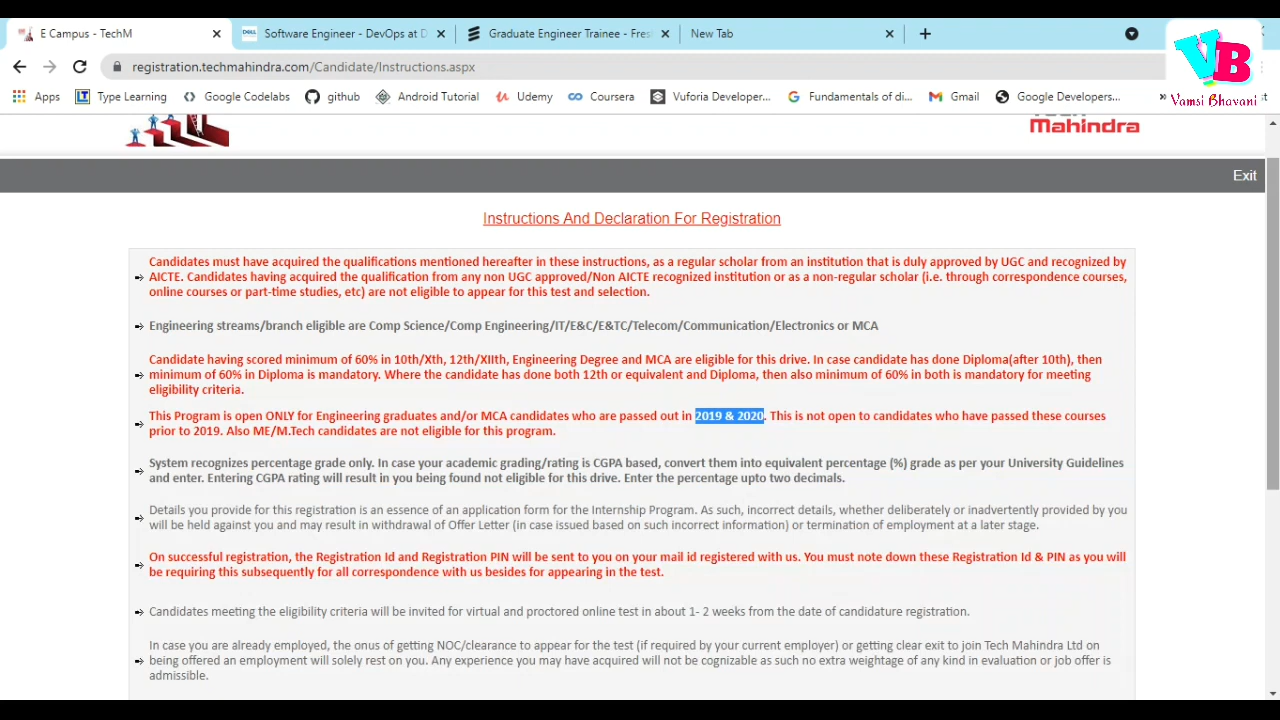 E Campus - TechM
Software Engineer - DevOps at D
Graduate Engineer Trainee - Fres
New Tab
registration.techmahindra.com/Candidate/Instructions.aspx
VB
Vamsi Bhavani
Apps
Type Learning
Google Codelabs
github
Android Tutorial
Udemy
Coursera
Vuforia Developer...
Fundamentals of di...
Gmail
Google Developers...
Mahindra
Exit
Instructions And Declaration For Registration
Candidates must have acquired the qualifications mentioned hereafter in these instructions, as a regular scholar from an institution that is duly approved by UGC and recognized by
AICTE. Candidates having acquired the qualification from any non UGC approved/Non AICTE recognized institution or as a non-regular scholar (i.e. through correspondence courses,
online courses or part-time studies, etc) are not eligible to appear for this test and selection.
Engineering streams/branch eligible are Comp Science/Comp Engineering/IT/E&C/E&TC/Telecom/Communication/Electronics or MCA
Candidate having scored minimum of 60% in 10th/Xth, 12th/XIIth, Engineering Degree and MCA are eligible for this drive. In case candidate has done Diploma(after 10th), then
minimum of 60% in Diploma is mandatory. Where the candidate has done both 12th or equivalent and Diploma, then also minimum of 60% in both is mandatory for meeting
eligibility criteria.
This Program is open ONLY for Engineering graduates and/or MCA candidates who are passed out in 2019 & 2020. This is not open to candidates who have passed these courses
prior to 2019. Also ME/M.Tech candidates are not eligible for this program.
System recognizes percentage grade only. In case your academic grading/rating is CGPA based, convert them into equivalent percentage (%) grade as per your University Guidelines
and enter. Entering CGPA rating will result in you being found not eligible for this drive. Enter the percentage upto two decimals.
Details you provide for this registration is an essence of an application form for the Internship Program. As such, incorrect details, whether deliberately or inadvertently provided by you
will be held against you and may result in withdrawal of Offer Letter (in case issued based on such incorrect information) or termination of employment at a later stage.
On successful registration, the Registration Id and Registration PIN will be sent to you on your mail id registered with us. You must note down these Registration Id & PIN as you will
be requiring this subsequently for all correspondence with us besides for appearing in the test.
Candidates meeting the eligibility criteria will be invited for virtual and proctored online test in about 1- 2 weeks from the date of candidature registration.
In case you are already employed, the onus of getting NOC/clearance to appear for the test (if required by your current employer) or getting clear exit to join Tech Mahindra Ltd on
being offered an employment will solely rest on you. Any experience you may have acquired will not be cognizable as such no extra weightage of any kind in evaluation or job offer is
admissible.